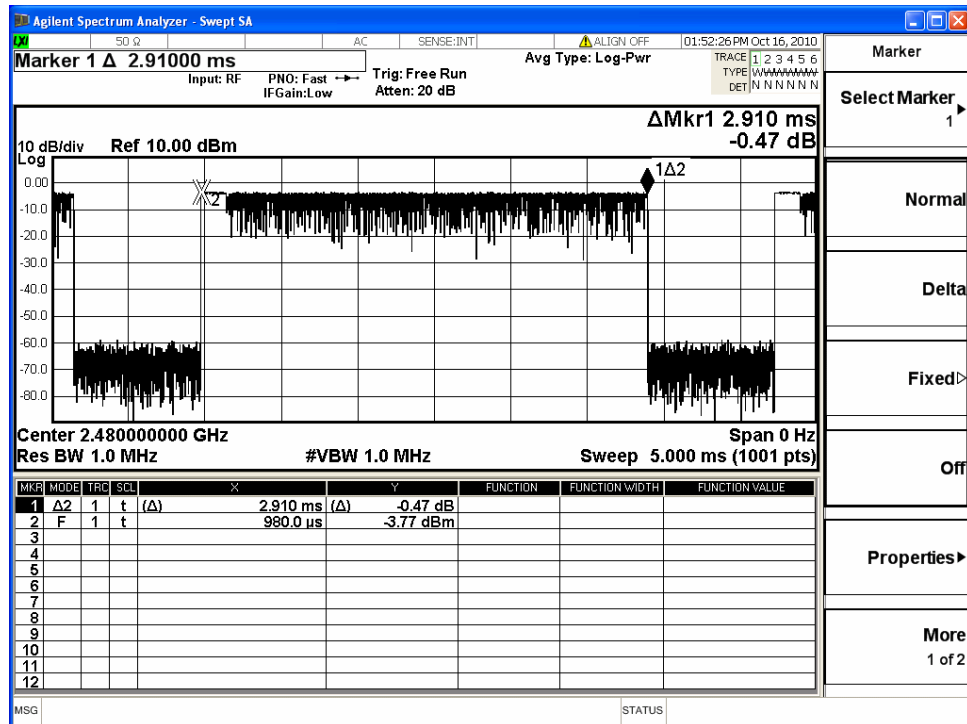 Agilent Spectrum Analyzer - Swept SA
LXI 50 Ω AC SENSE:INT ALIGN OFF 01:52:26 PM Oct 16, 2010
Marker 1 Δ 2.91000 ms
Input: RF PNO: Fast Trig: Free Run
IFGain:Low Atten: 20 dB
Avg Type: Log-Pwr
TRACE 1 2 3 4 5 6
TYPE WWWWWW
DET N N N N N N
ΔMkr1 2.910 ms
-0.47 dB
10 dB/div Ref 10.00 dBm
Log
0.00
-10.0
-20.0
-30.0
-40.0
-50.0
-60.0
-70.0
-80.0
2
1Δ2
Center 2.480000000 GHz Span 0 Hz
Res BW 1.0 MHz #VBW 1.0 MHz Sweep 5.000 ms (1001 pts)
MKR MODE TRC SCL X Y FUNCTION FUNCTION WIDTH FUNCTION VALUE
1 Δ2 1 t (Δ) 2.910 ms (Δ) -0.47 dB
2 F 1 t 980.0 µs -3.77 dBm
3
4
5
6
7
8
9
10
11
12
MSG STATUS
Marker
Select Marker
1
Normal
Delta
Fixed
Off
Properties
More
1 of 2